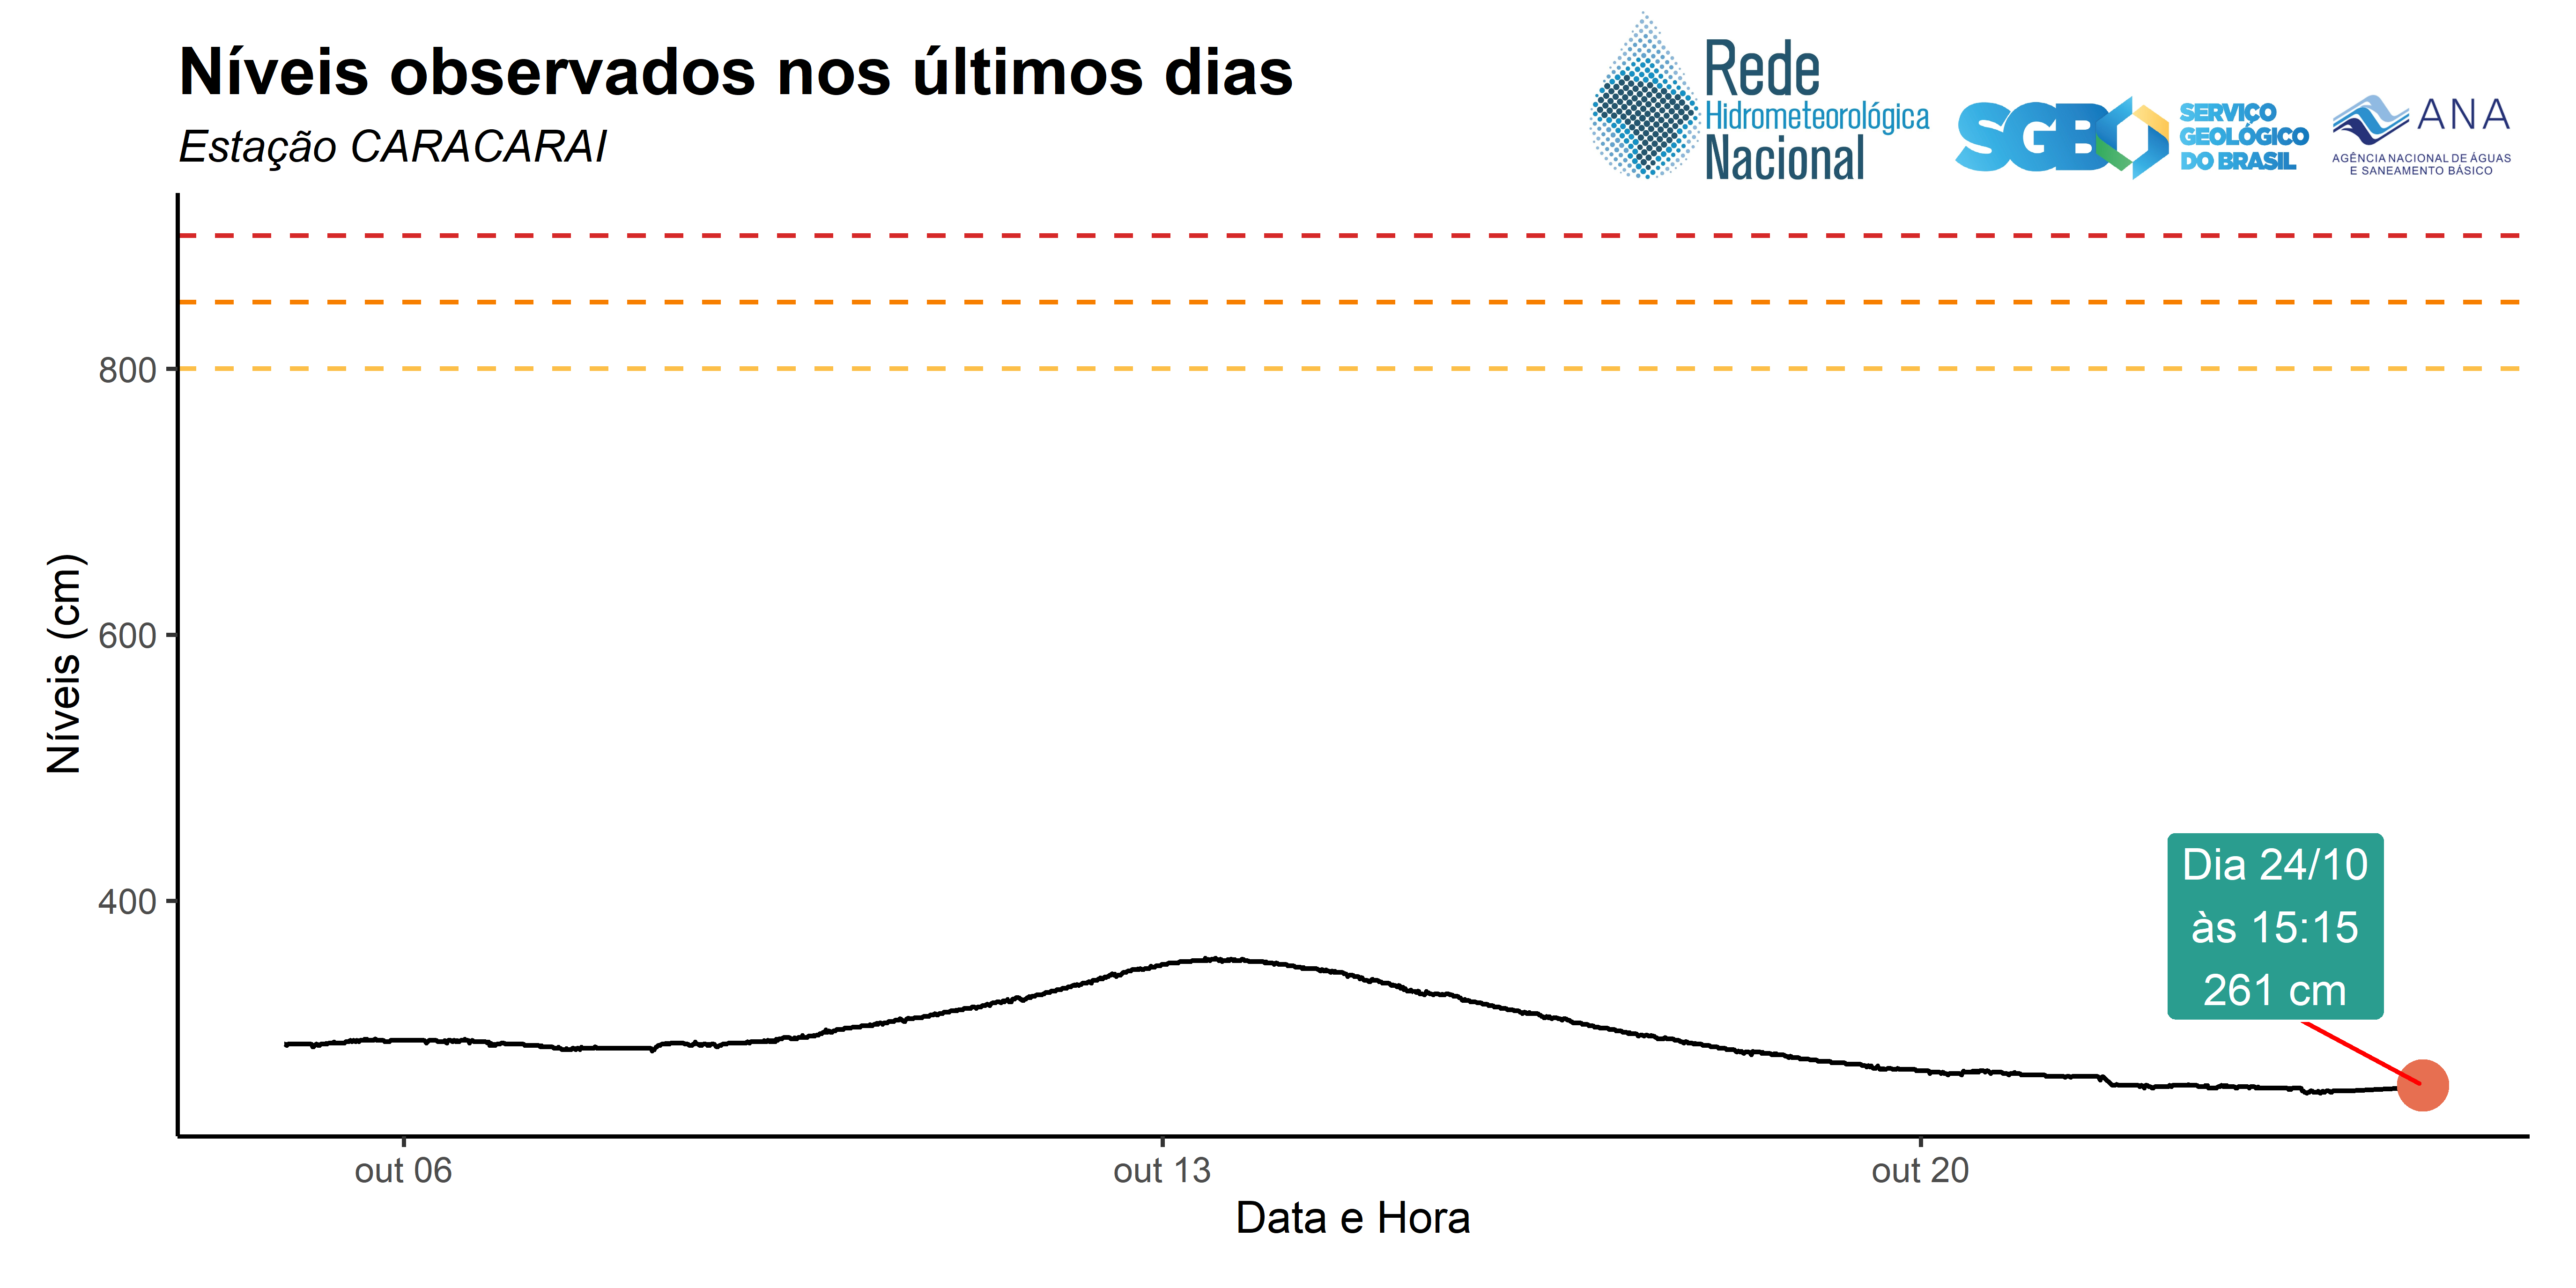 Níveis observados nos últimos dias
Estação CARACARAI
Rede
Hidrometeorológica
Nacional
SGB
SERVIÇO
GEOLÓGICO
DO BRASIL
ANA
AGÊNCIA NACIONAL DE ÁGUAS
E SANEAMENTO BÁSICO
Níveis (cm)
800
600
400
Dia 24/10
às 15:15
261 cm
out 06
out 13
out 20
Data e Hora